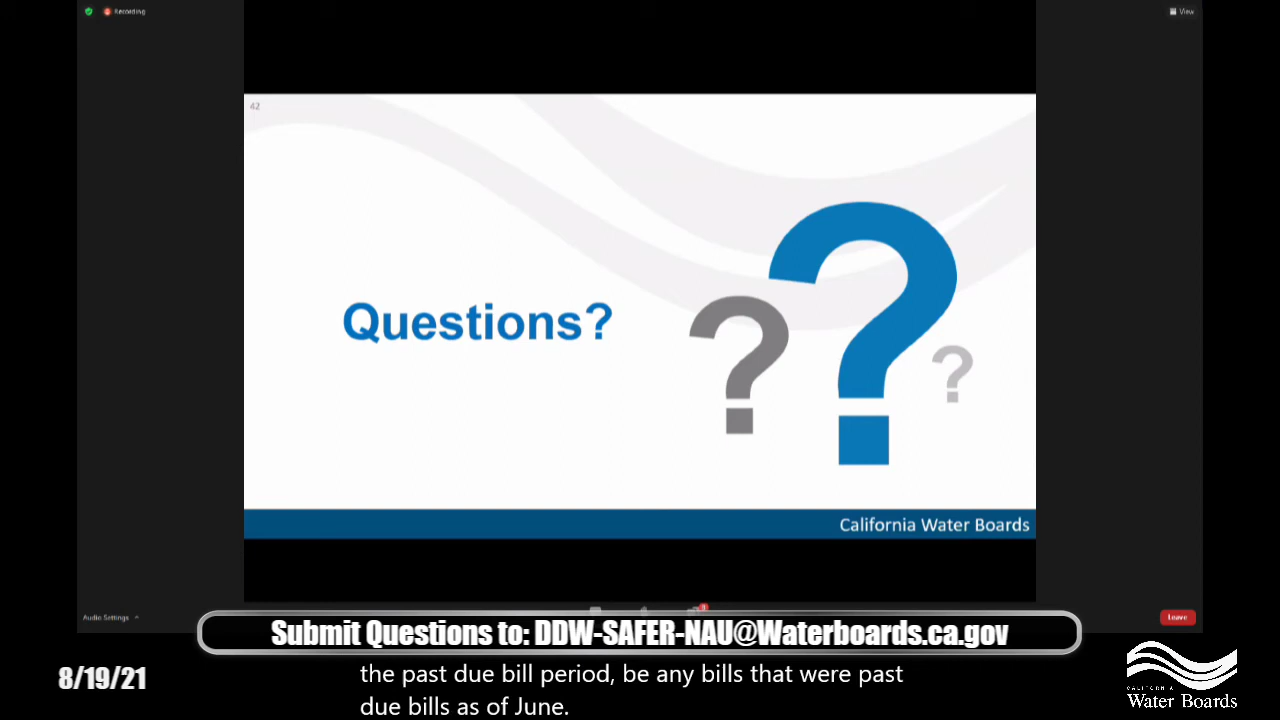 Recording
View
42
Questions?
? ? ?
California Water Boards
Audio Settings
3
Leave
Submit Questions to: DDW-SAFER-NAU@Waterboards.ca.gov
8/19/21
the past due bill period, be any bills that were past
due bills as of June.
CALIFORNIA
Water Boards